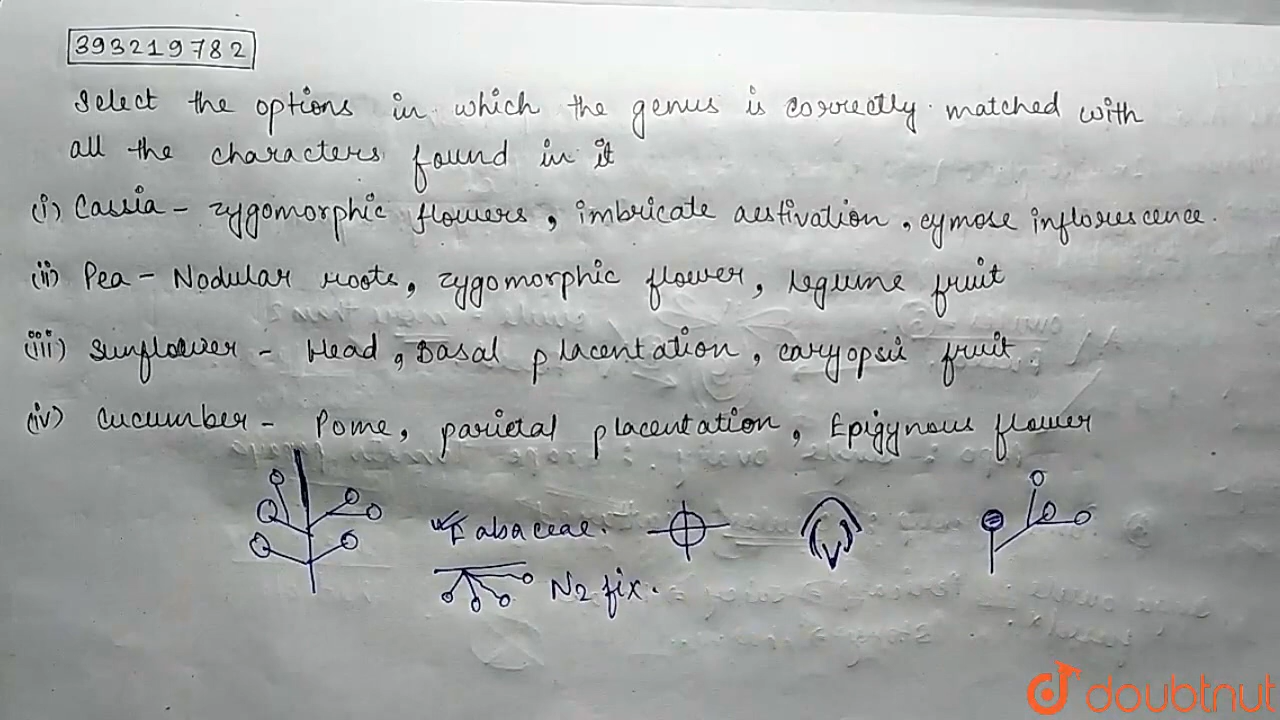 393219782
Select the options in which the genus is correctly matched with
all the characters found in it
(i) Cassia - zygomorphic flowers, imbricate aestivation, cymose inflorescence.
(ii) Pea - Nodular roots, zygomorphic flower, legume fruit
(iii) Sunflower - Head, Basal placentation, caryopsis fruit
(iv) Cucumber - Pome, parietal placentation, Epigynous flower
Fabaceae.
N2 fix.
doubtnut